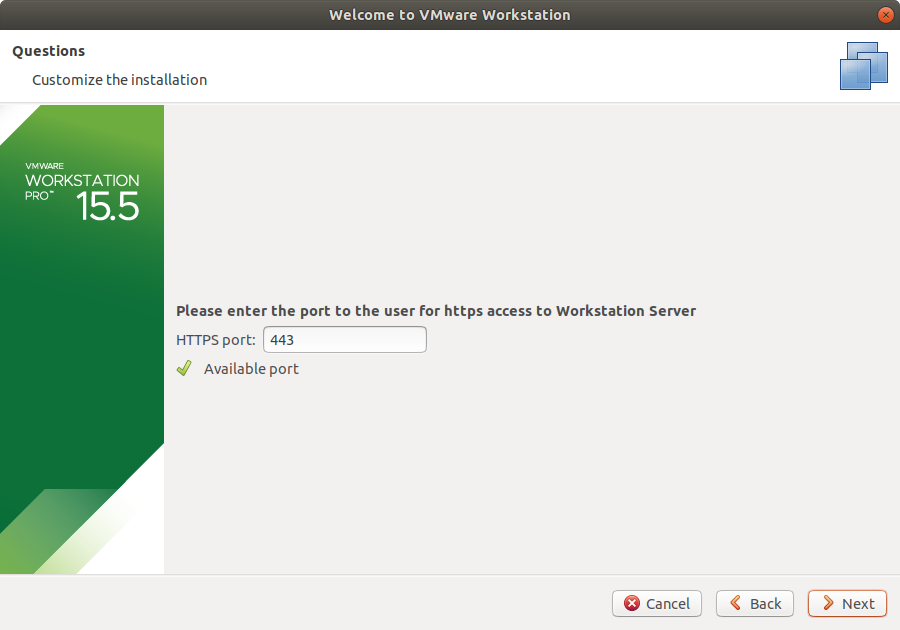 Welcome to VMware Workstation
Questions
Customize the installation
VMWARE
WORKSTATION
PRO™ 15.5
Please enter the port to the user for https access to Workstation Server
HTTPS port: 443
Available port
Cancel Back Next